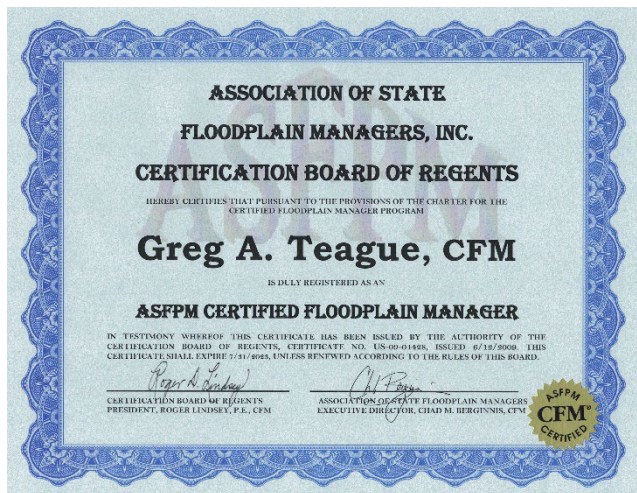 ASSOCIATION OF STATE
FLOODPLAIN MANAGERS, INC.
CERTIFICATION BOARD OF REGENTS
HEREBY CERTIFIES THAT PURSUANT TO THE PROVISIONS OF THE CHARTER FOR THE
CERTIFIED FLOODPLAIN MANAGER PROGRAM
Greg A. Teague, CFM
IS DULY REGISTERED AS AN
ASFPM CERTIFIED FLOODPLAIN MANAGER
IN TESTIMONY WHEREOF THIS CERTIFICATE HAS BEEN ISSUED BY THE AUTHORITY OF THE
CERTIFICATION BOARD OF REGENTS, CERTIFICATE NO. US-09-01428, ISSUED 6/12/2009. THIS
CERTIFICATE SHALL EXPIRE 7/31/2023, UNLESS RENEWED ACCORDING TO THE RULES OF THIS BOARD.
Roger D. Lindsey
CERTIFICATION BOARD OF REGENTS
PRESIDENT, ROGER LINDSEY, P.E., CFM
ASSOCIATION OF STATE FLOODPLAIN MANAGERS
EXECUTIVE DIRECTOR, CHAD M. BERGINNIS, CFM
ASFPM
CFM®
CERTIFIED
ASFPM